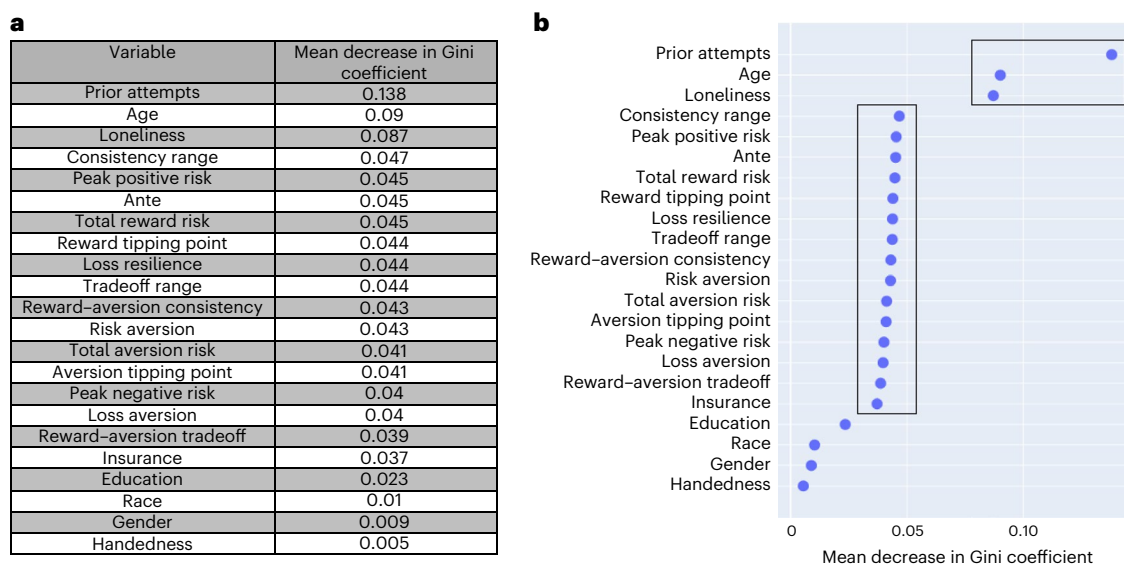 a
Variable Mean decrease in Gini
coefficient
Prior attempts 0.138
Age 0.09
Loneliness 0.087
Consistency range 0.047
Peak positive risk 0.045
Ante 0.045
Total reward risk 0.045
Reward tipping point 0.044
Loss resilience 0.044
Tradeoff range 0.044
Reward–aversion consistency 0.043
Risk aversion 0.043
Total aversion risk 0.041
Aversion tipping point 0.041
Peak negative risk 0.04
Loss aversion 0.04
Reward–aversion tradeoff 0.039
Insurance 0.037
Education 0.023
Race 0.01
Gender 0.009
Handedness 0.005
b
Prior attempts
Age
Loneliness
Consistency range
Peak positive risk
Ante
Total reward risk
Reward tipping point
Loss resilience
Tradeoff range
Reward–aversion consistency
Risk aversion
Total aversion risk
Aversion tipping point
Peak negative risk
Loss aversion
Reward–aversion tradeoff
Insurance
Education
Race
Gender
Handedness
0 0.05 0.10
Mean decrease in Gini coefficient